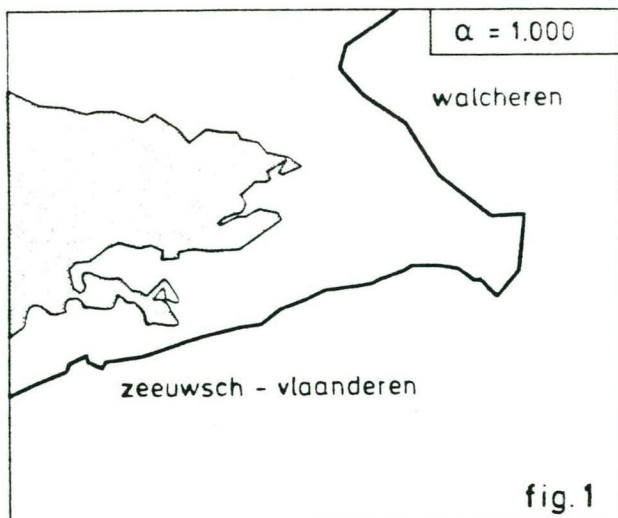 α = 1.000
walcheren
zeeuwsch - vlaanderen
fig. 1